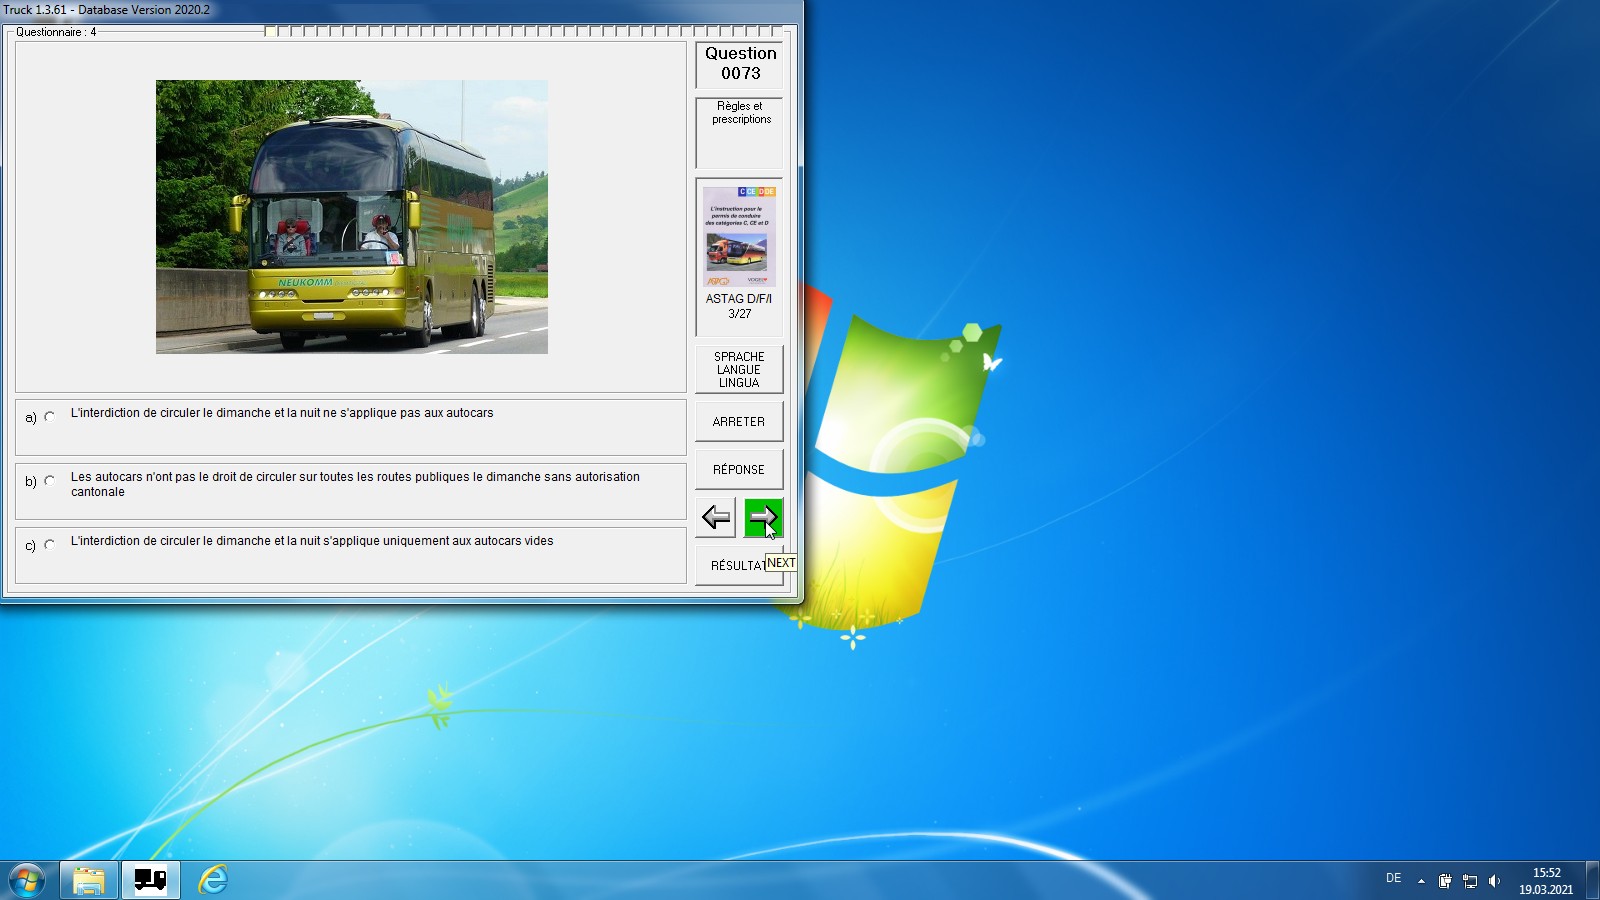 Truck 1.3.61 - Database Version 2020.2
Questionnaire : 4
Question
0073
Règles et
prescriptions
NEUKOMM
C CE D DE
L'instruction pour le
permis de conduire
des catégories C, CE et D
ASTAG D/F/I
3/27
SPRACHE
LANGUE
LINGUA
a) L'interdiction de circuler le dimanche et la nuit ne s'applique pas aux autocars
ARRETER
b) Les autocars n'ont pas le droit de circuler sur toutes les routes publiques le dimanche sans autorisation
cantonale
RÉPONSE
c) L'interdiction de circuler le dimanche et la nuit s'applique uniquement aux autocars vides
RÉSULTAT
NEXT
DE
15:52
19.03.2021